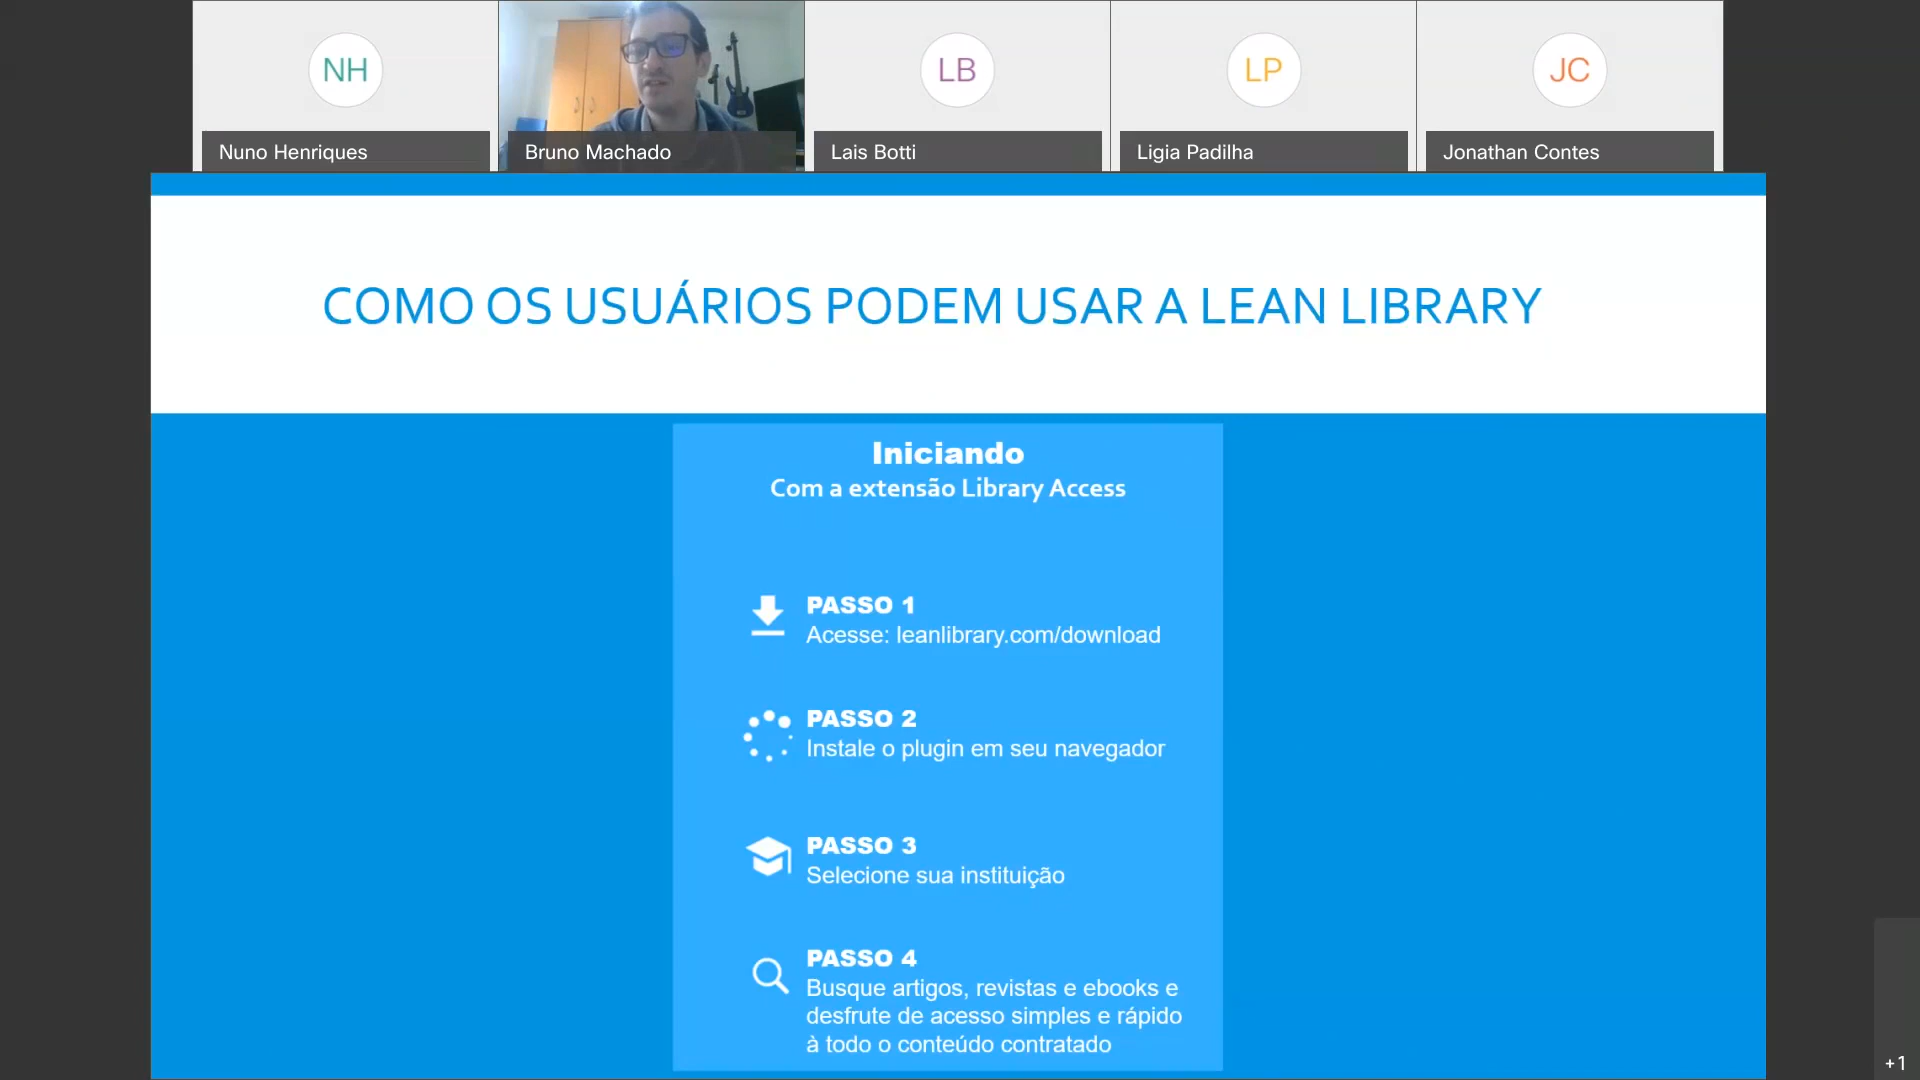 NH
LB
LP
JC
Nuno Henriques
Bruno Machado
Lais Botti
Ligia Padilha
Jonathan Contes
COMO OS USUÁRIOS PODEM USAR A LEAN LIBRARY
Iniciando
Com a extensão Library Access
PASSO 1
Acesse: leanlibrary.com/download
PASSO 2
Instale o plugin em seu navegador
PASSO 3
Selecione sua instituição
PASSO 4
Busque artigos, revistas e ebooks e
desfrute de acesso simples e rápido
à todo o conteúdo contratado
+1